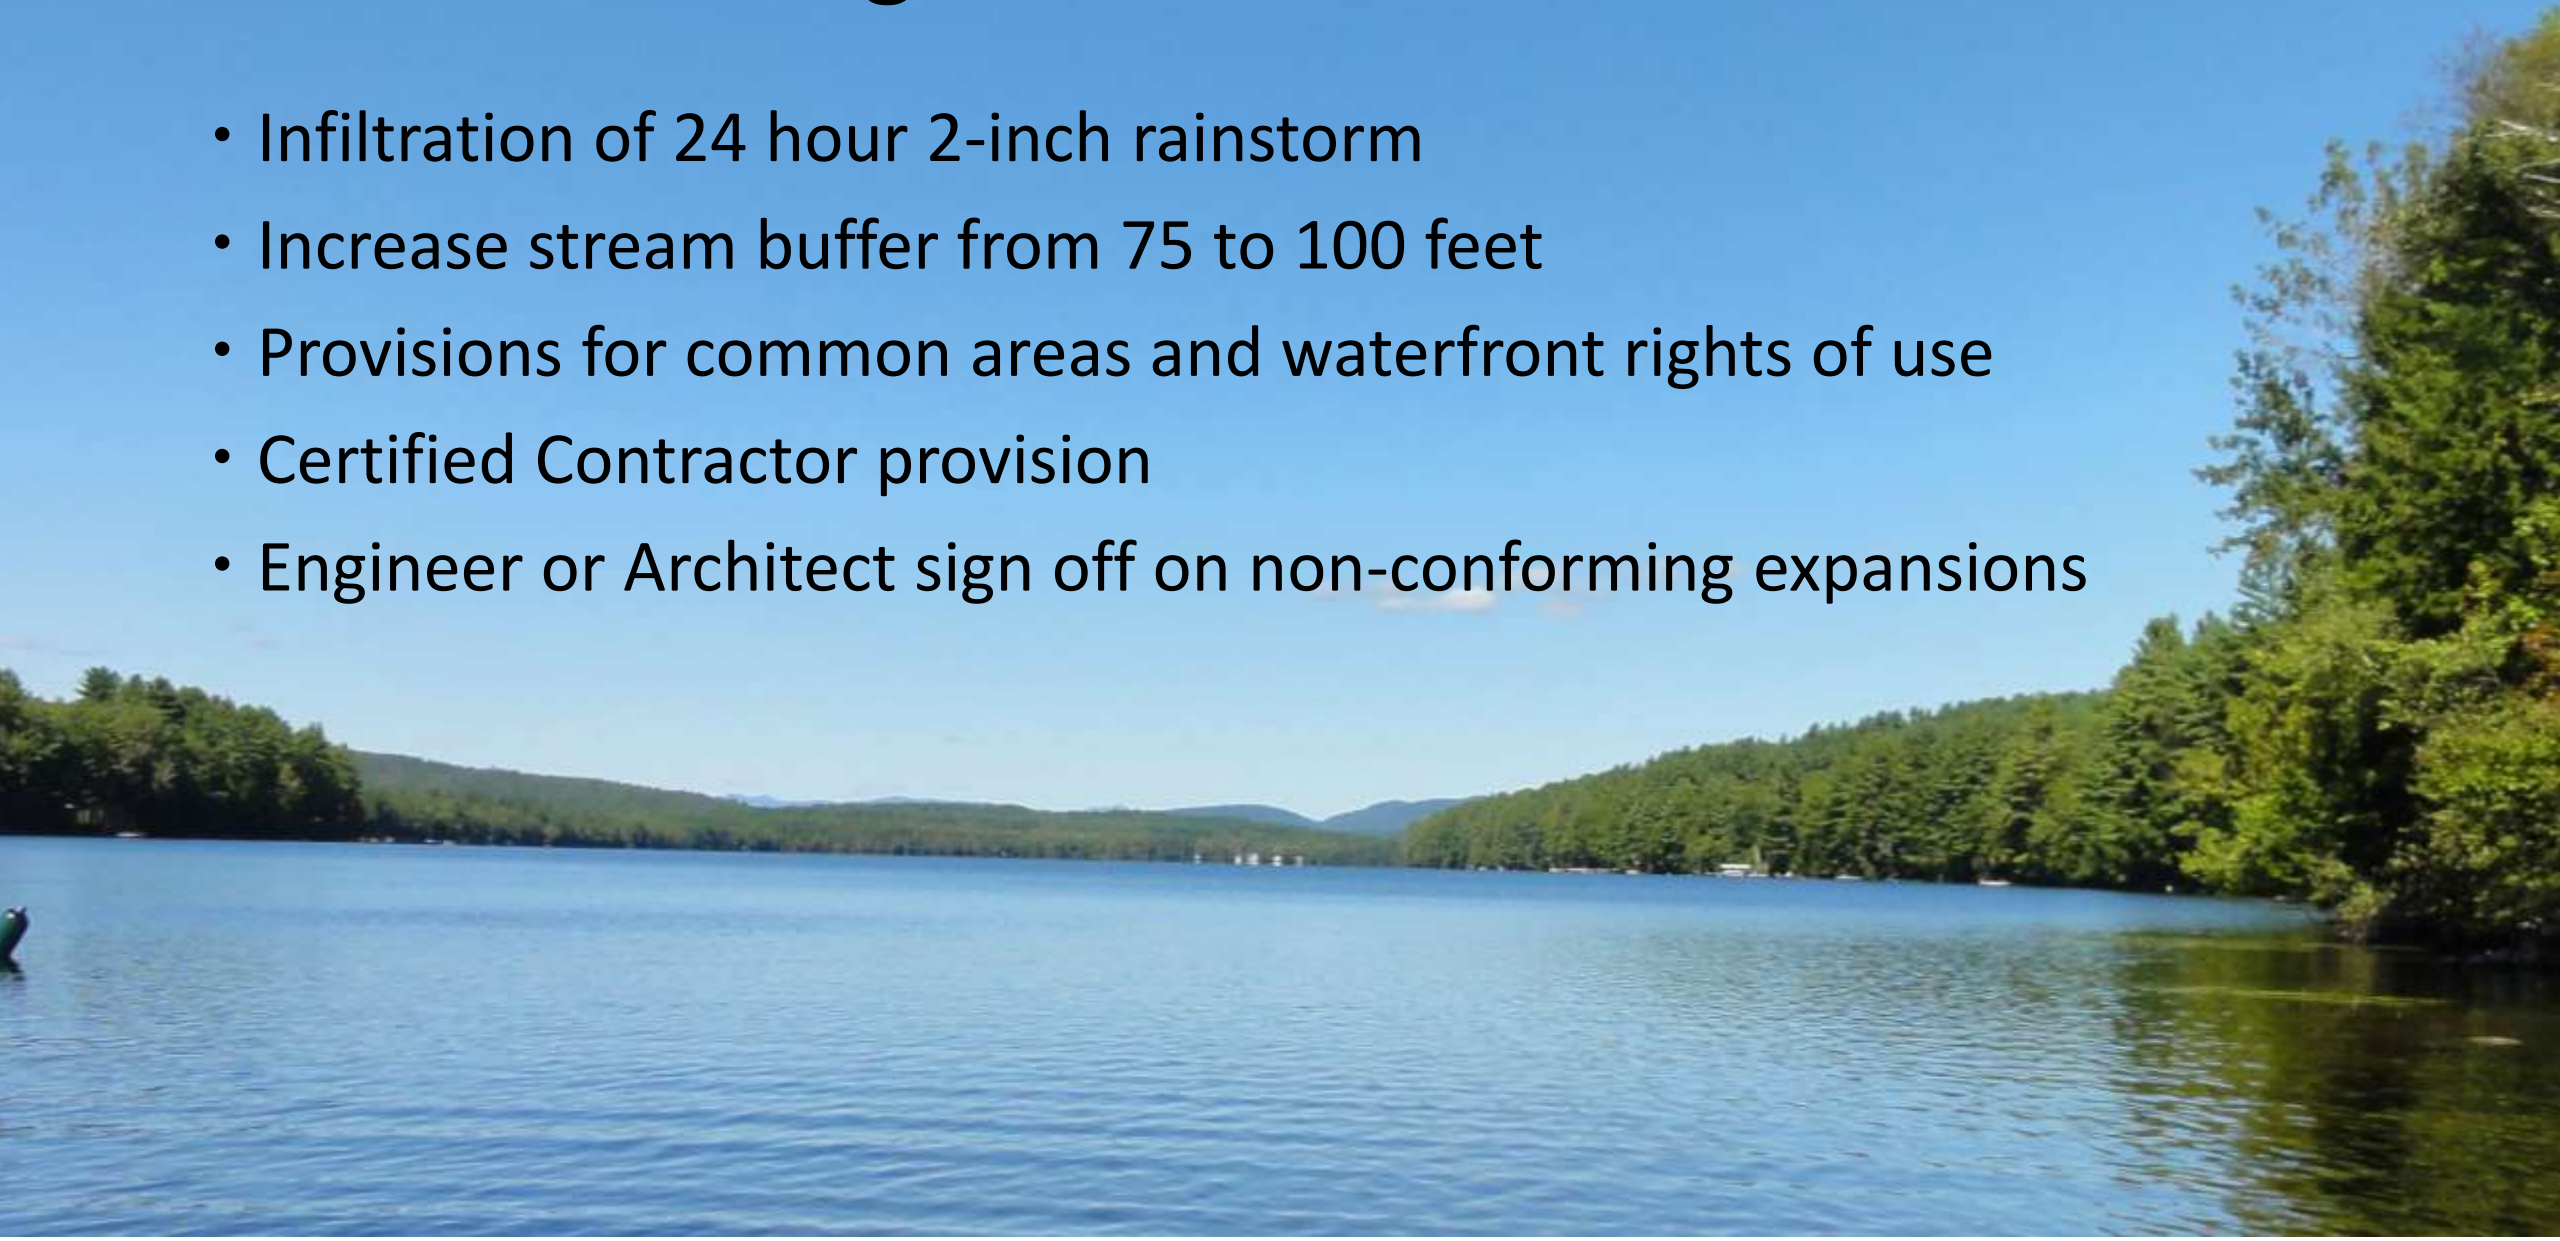 • Infiltration of 24 hour 2-inch rainstorm
• Increase stream buffer from 75 to 100 feet
• Provisions for common areas and waterfront rights of use
• Certified Contractor provision
• Engineer or Architect sign off on non-conforming expansions